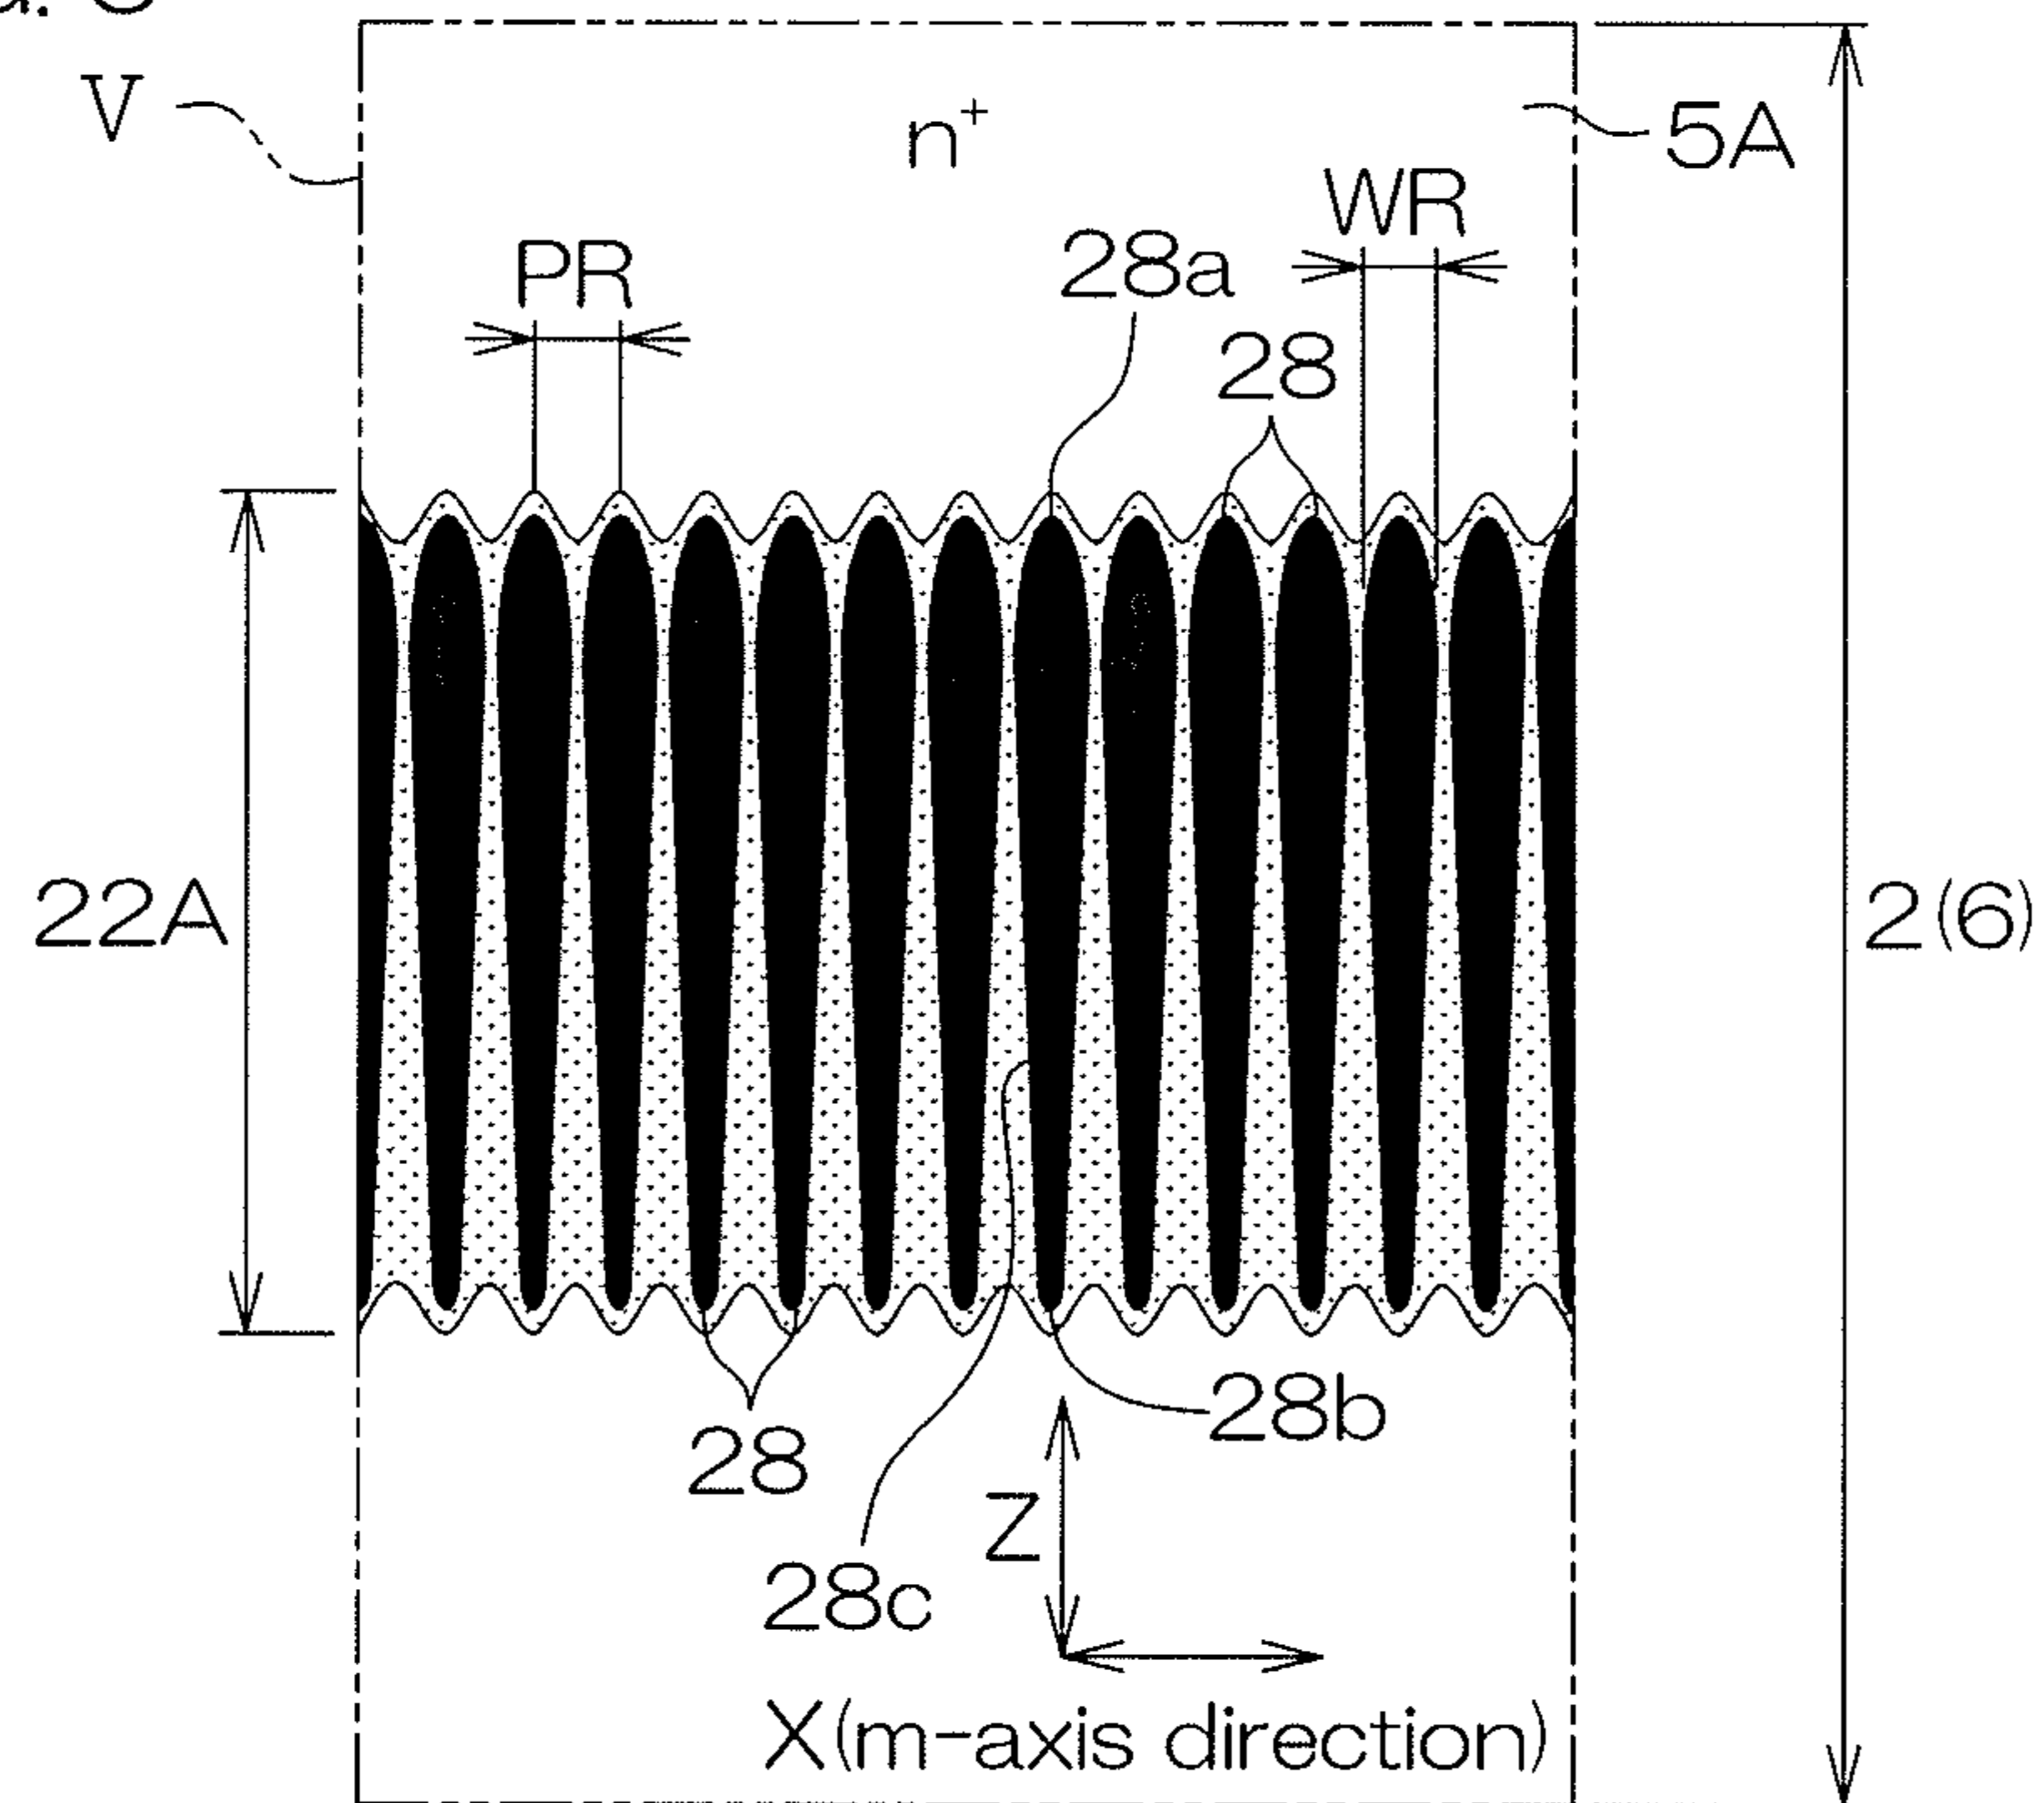 V
n⁺
5A
WR
PR
28a
28
22A
2(6)
28b
28
Z
28c
X(m-axis direction)